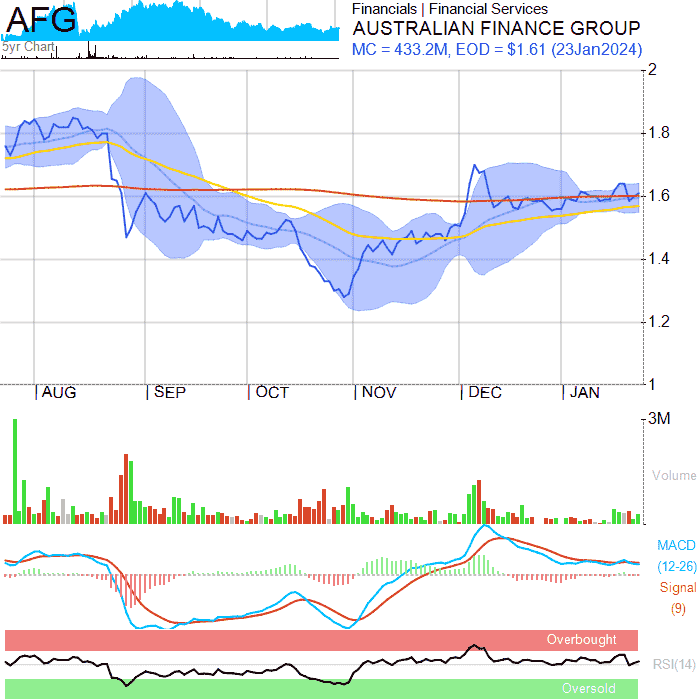 AFG
5yr Chart
Financials | Financial Services
AUSTRALIAN FINANCE GROUP
MC = 433.2M, EOD = $1.61 (23Jan2024)
2
1.8
1.6
1.4
1.2
1
AUG SEP OCT NOV DEC JAN
3M
Volume
MACD
(12-26)
Signal
(9)
Overbought
RSI(14)
Oversold